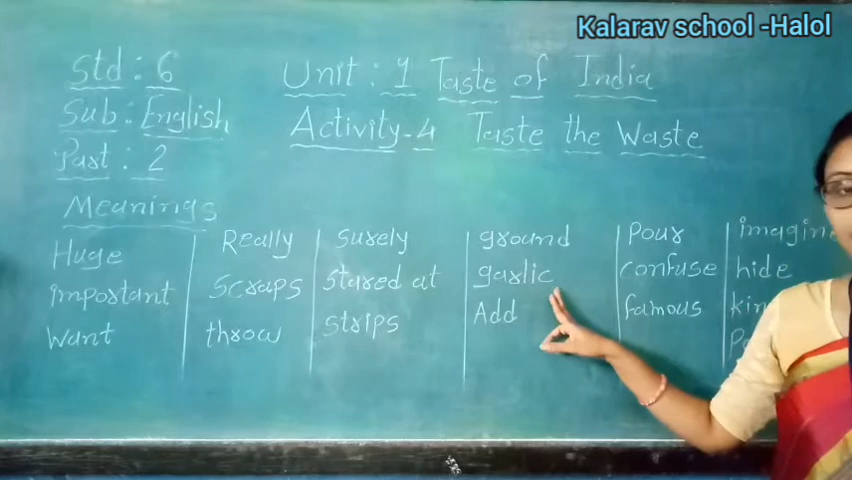 Kalarav school -Halol
Std : 6
Unit : 1 Taste of India
Sub : English
Activity - 4 Taste the Waste
Part : 2
Meanings
Huge
important
want
Really
scraps
throw
surely
stared at
strips
ground
garlic
Add
Pour
confuse
famous
imagine
hide